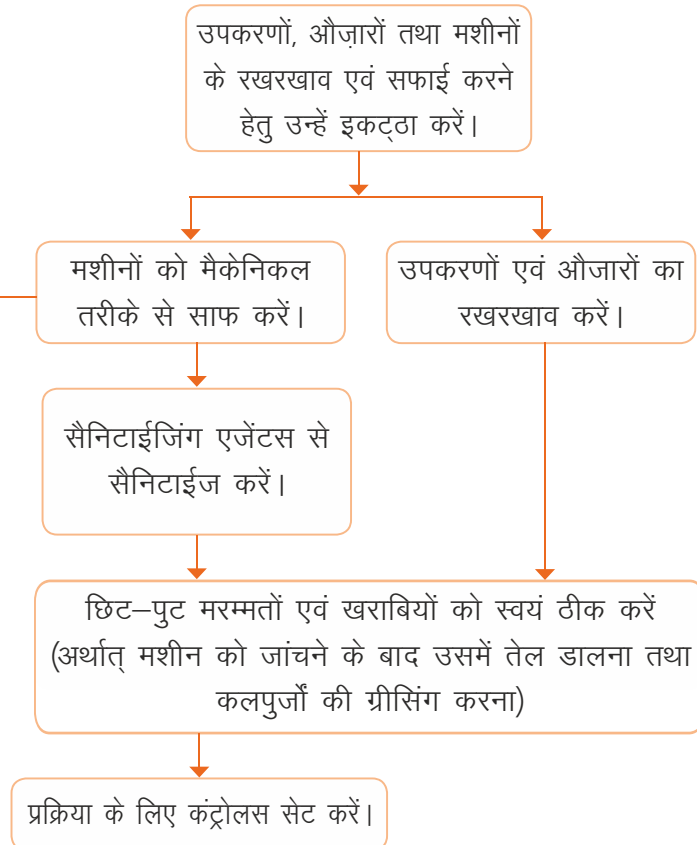 उपकरणों, औज़ारों तथा मशीनों
के रखरखाव एवं सफाई करने
हेतु उन्हें इकट्ठा करें।
मशीनों को मैकेनिकल
तरीके से साफ करें।
उपकरणों एवं औजारों का
रखरखाव करें।
सैनिटाईजिंग एजेंटस से
सैनिटाईज करें।
छिट–पुट मरम्मतों एवं खराबियों को स्वयं ठीक करें
(अर्थात् मशीन को जांचने के बाद उसमें तेल डालना तथा
कलपुर्जों की ग्रीसिंग करना)
प्रक्रिया के लिए कंट्रोलस सेट करें।